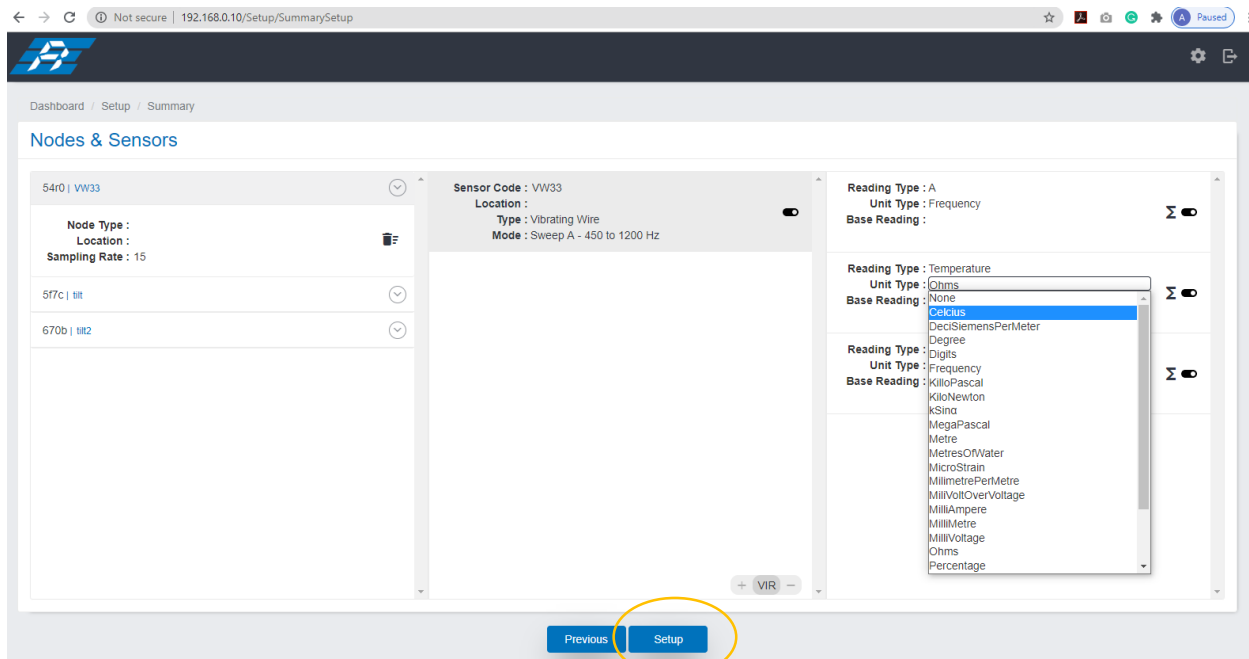 Not secure | 192.168.0.10/Setup/SummarySetup
A Paused
Dashboard / Setup / Summary
Nodes & Sensors
54r0 | VW33
Node Type :
Location :
Sampling Rate : 15
5f7c | tilt
670b | tilt2
Sensor Code : VW33
Location :
Type : Vibrating Wire
Mode : Sweep A - 450 to 1200 Hz
+ VIR −
Reading Type : A
Unit Type : Frequency
Base Reading :
Σ
Reading Type : Temperature
Unit Type : Ohms
Base Reading :
Σ
Reading Type :
Unit Type :
Base Reading :
Σ
None
Celcius
DeciSiemensPerMeter
Degree
Digits
Frequency
KilloPascal
KiloNewton
kSinα
MegaPascal
Metre
MetresOfWater
MicroStrain
MilimetrePerMetre
MiliVoltOverVoltage
MilliAmpere
MilliMetre
MilliVoltage
Ohms
Percentage
Previous
Setup